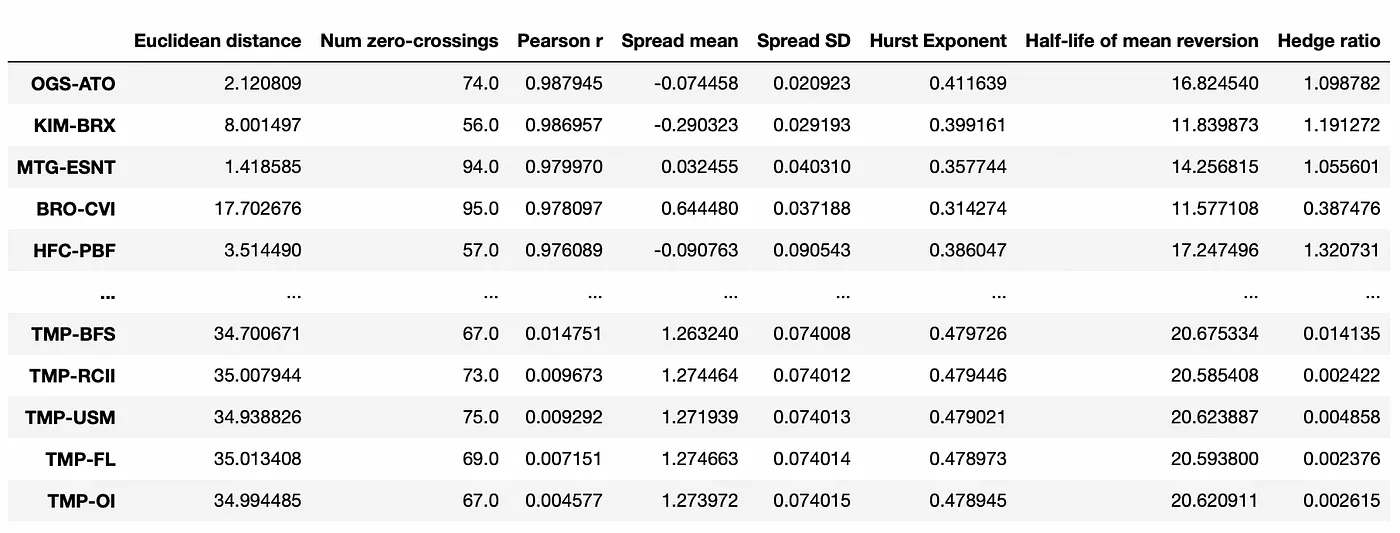 Euclidean distance Num zero-crossings Pearson r Spread mean Spread SD Hurst Exponent Half-life of mean reversion Hedge ratio
OGS-ATO 2.120809 74.0 0.987945 -0.074458 0.020923 0.411639 16.824540 1.098782
KIM-BRX 8.001497 56.0 0.986957 -0.290323 0.029193 0.399161 11.839873 1.191272
MTG-ESNT 1.418585 94.0 0.979970 0.032455 0.040310 0.357744 14.256815 1.055601
BRO-CVI 17.702676 95.0 0.978097 0.644480 0.037188 0.314274 11.577108 0.387476
HFC-PBF 3.514490 57.0 0.976089 -0.090763 0.090543 0.386047 17.247496 1.320731
... ... ... ... ... ... ... ... ...
TMP-BFS 34.700671 67.0 0.014751 1.263240 0.074008 0.479726 20.675334 0.014135
TMP-RCII 35.007944 73.0 0.009673 1.274464 0.074012 0.479446 20.585408 0.002422
TMP-USM 34.938826 75.0 0.009292 1.271939 0.074013 0.479021 20.623887 0.004858
TMP-FL 35.013408 69.0 0.007151 1.274663 0.074014 0.478973 20.593800 0.002376
TMP-OI 34.994485 67.0 0.004577 1.273972 0.074015 0.478945 20.620911 0.002615